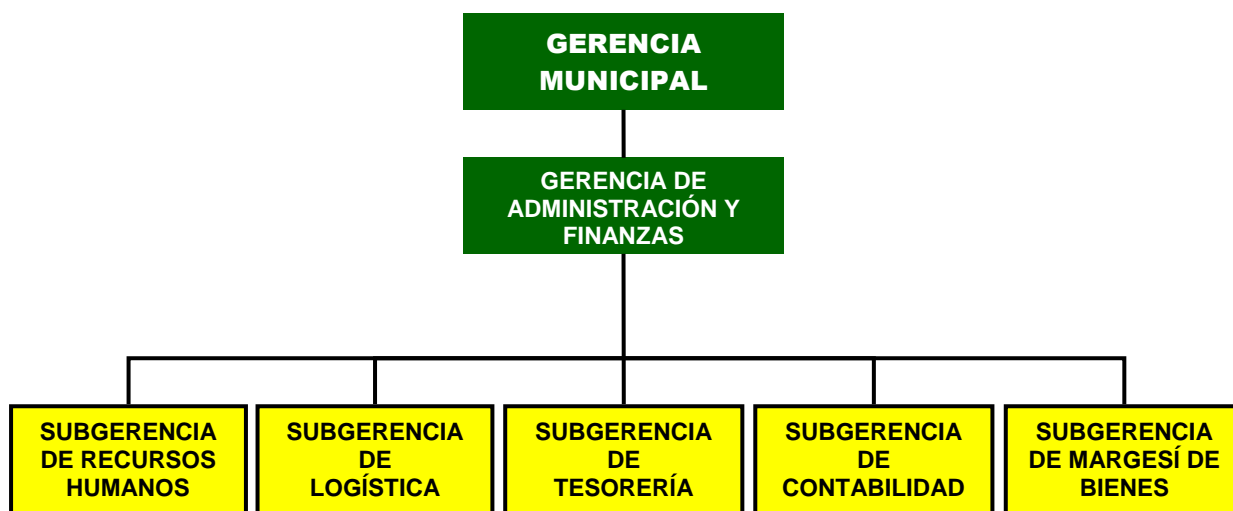 GERENCIA
MUNICIPAL
GERENCIA DE
ADMINISTRACIÓN Y
FINANZAS
SUBGERENCIA
DE RECURSOS
HUMANOS
SUBGERENCIA
DE
LOGÍSTICA
SUBGERENCIA
DE
TESORERÍA
SUBGERENCIA
DE
CONTABILIDAD
SUBGERENCIA
DE MARGESÍ DE
BIENES